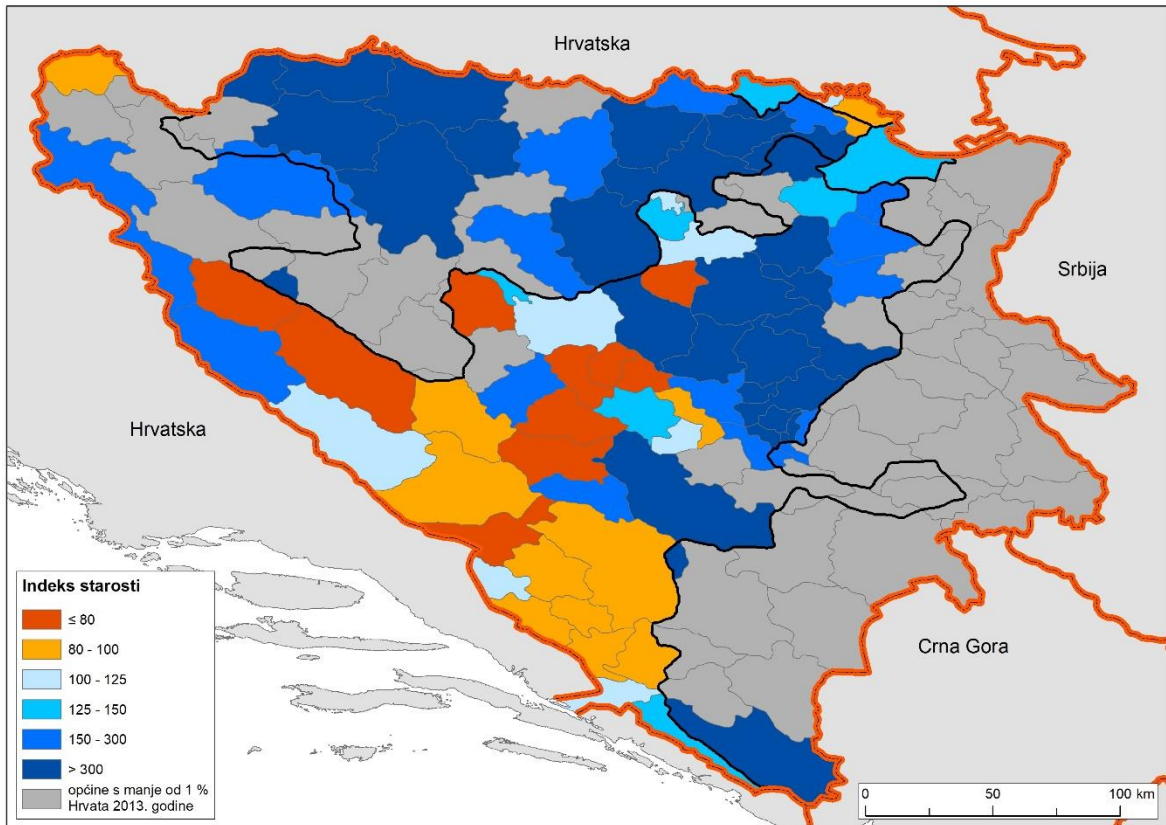 Hrvatska
Srbija
Hrvatska
Crna Gora
Indeks starosti
≤ 80
80 - 100
100 - 125
125 - 150
150 - 300
> 300
općine s manje od 1 %
Hrvata 2013. godine
0 50 100 km